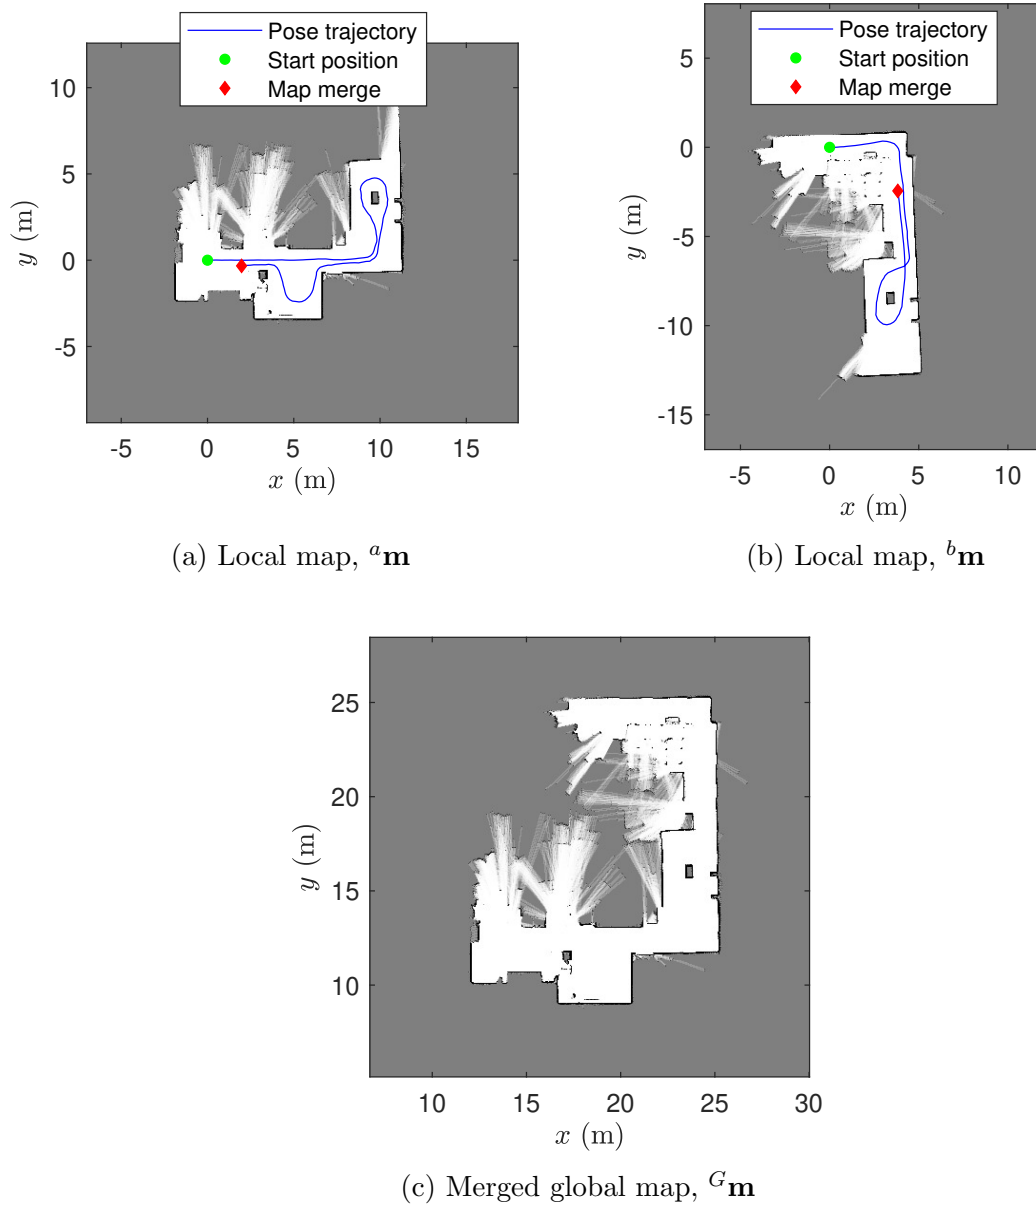 Pose trajectory
Start position
Map merge
10
5
0
-5
y (m)
-5 0 5 10 15
x (m)
(a) Local map, ᵃm
Pose trajectory
Start position
Map merge
5
0
-5
-10
-15
y (m)
-5 0 5 10
x (m)
(b) Local map, ᵇm
25
20
15
10
y (m)
10 15 20 25 30
x (m)
(c) Merged global map, ᴳm